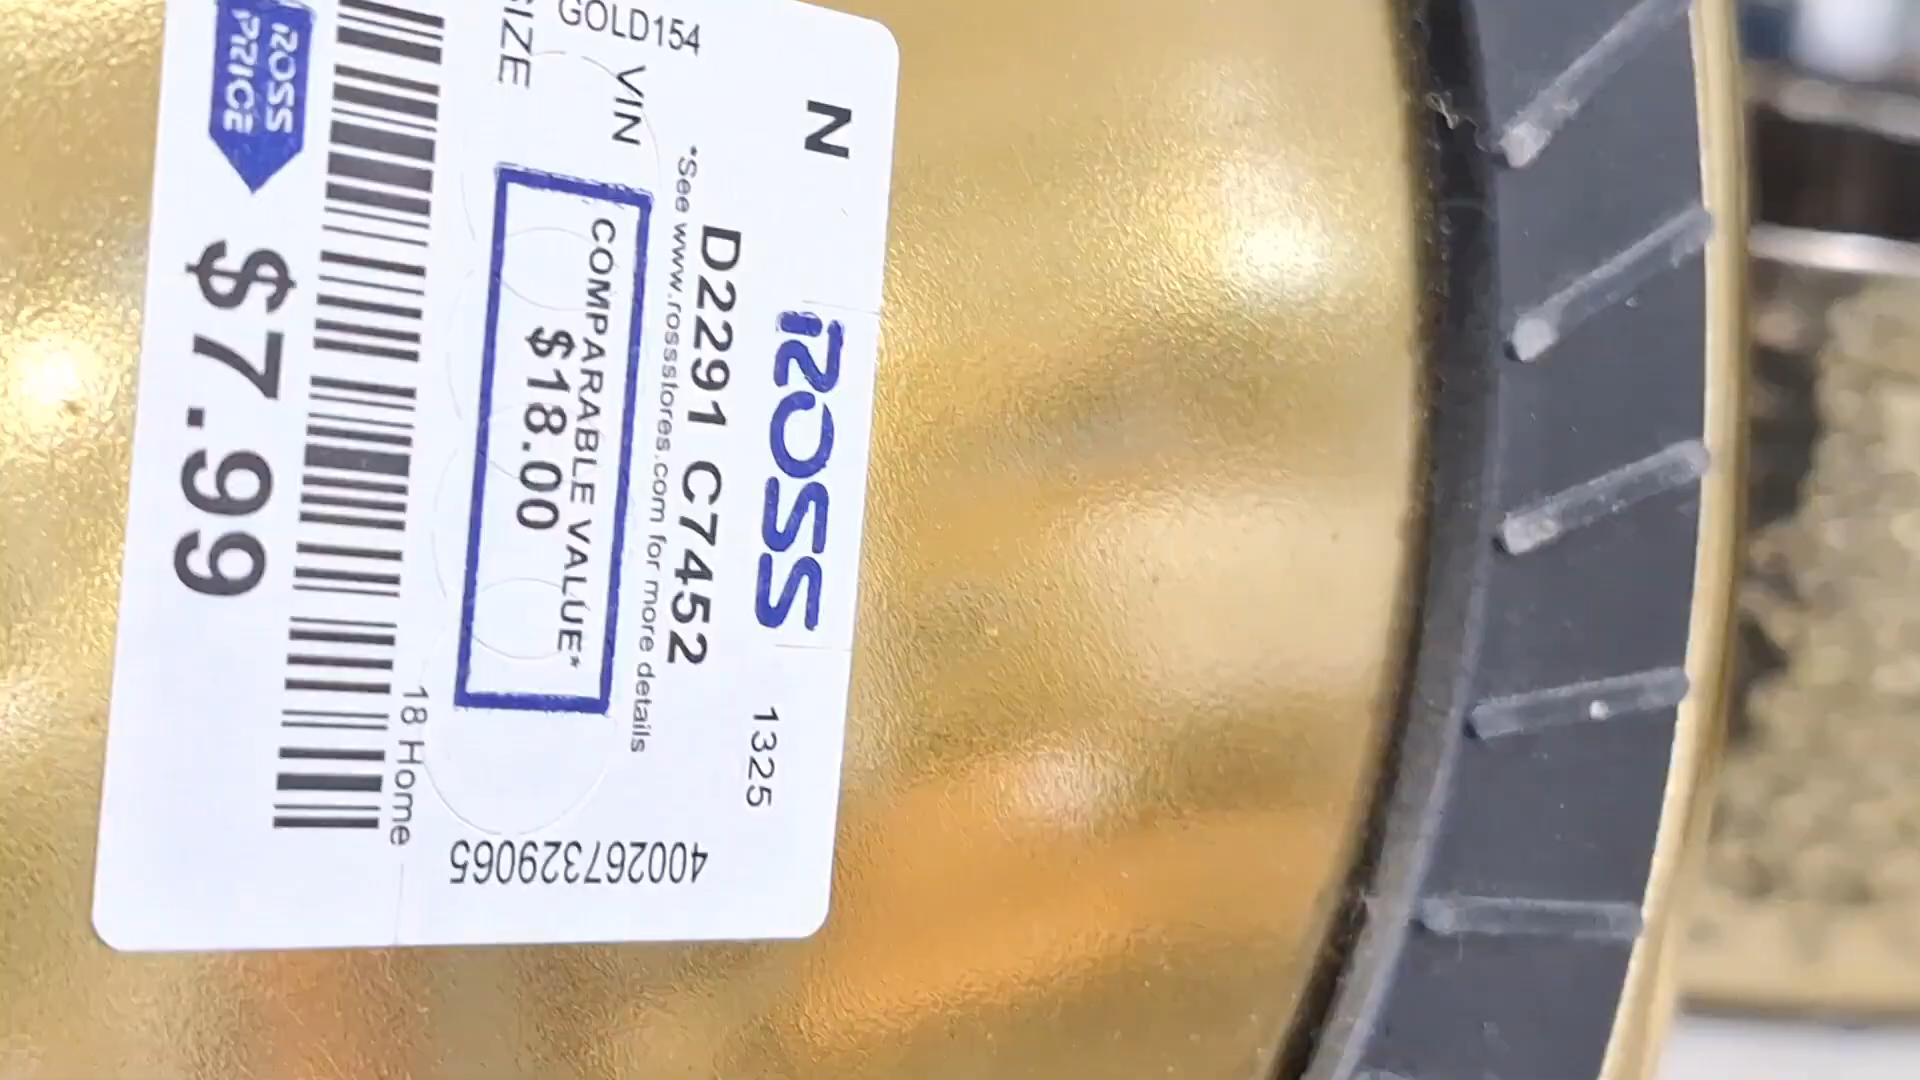 ROSS 1325
N
D2291 C7452
*See www.rossstores.com for more details
GOLD154
VIN
COMPARABLE VALUE*
$18.00
SIZE
18 Home
400267329065
ROSS
PRICE
$7.99